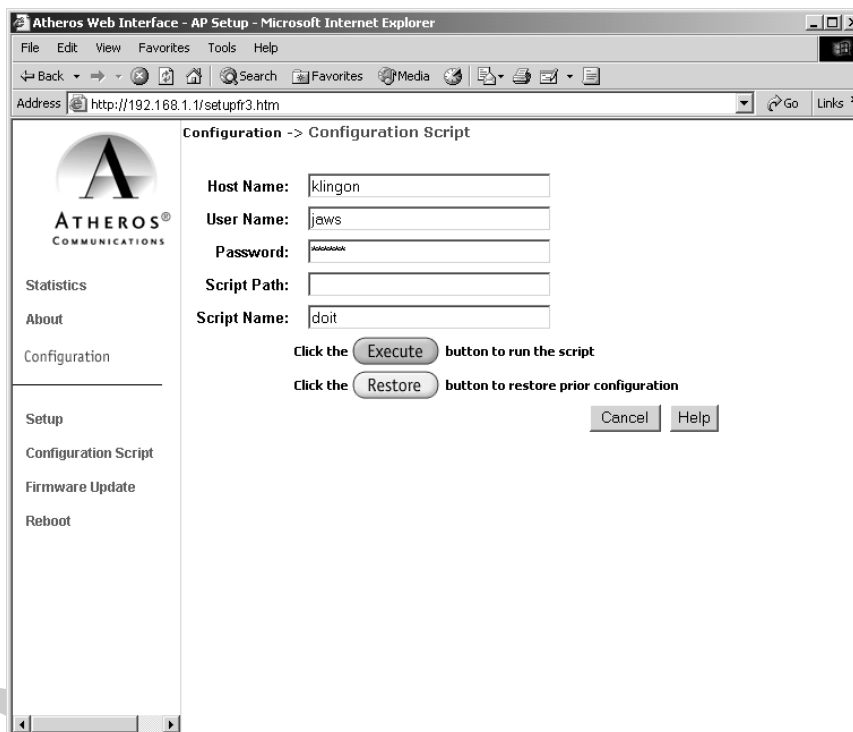 Atheros Web Interface - AP Setup - Microsoft Internet Explorer
File Edit View Favorites Tools Help
Back Search Favorites Media
Address http://192.168.1.1/setupfr3.htm Go Links
Configuration -> Configuration Script
ATHEROS®
COMMUNICATIONS
Statistics
About
Configuration
Setup
Configuration Script
Firmware Update
Reboot
Host Name: klingon
User Name: jaws
Password: ******
Script Path:
Script Name: doit
Click the Execute button to run the script
Click the Restore button to restore prior configuration
Cancel Help